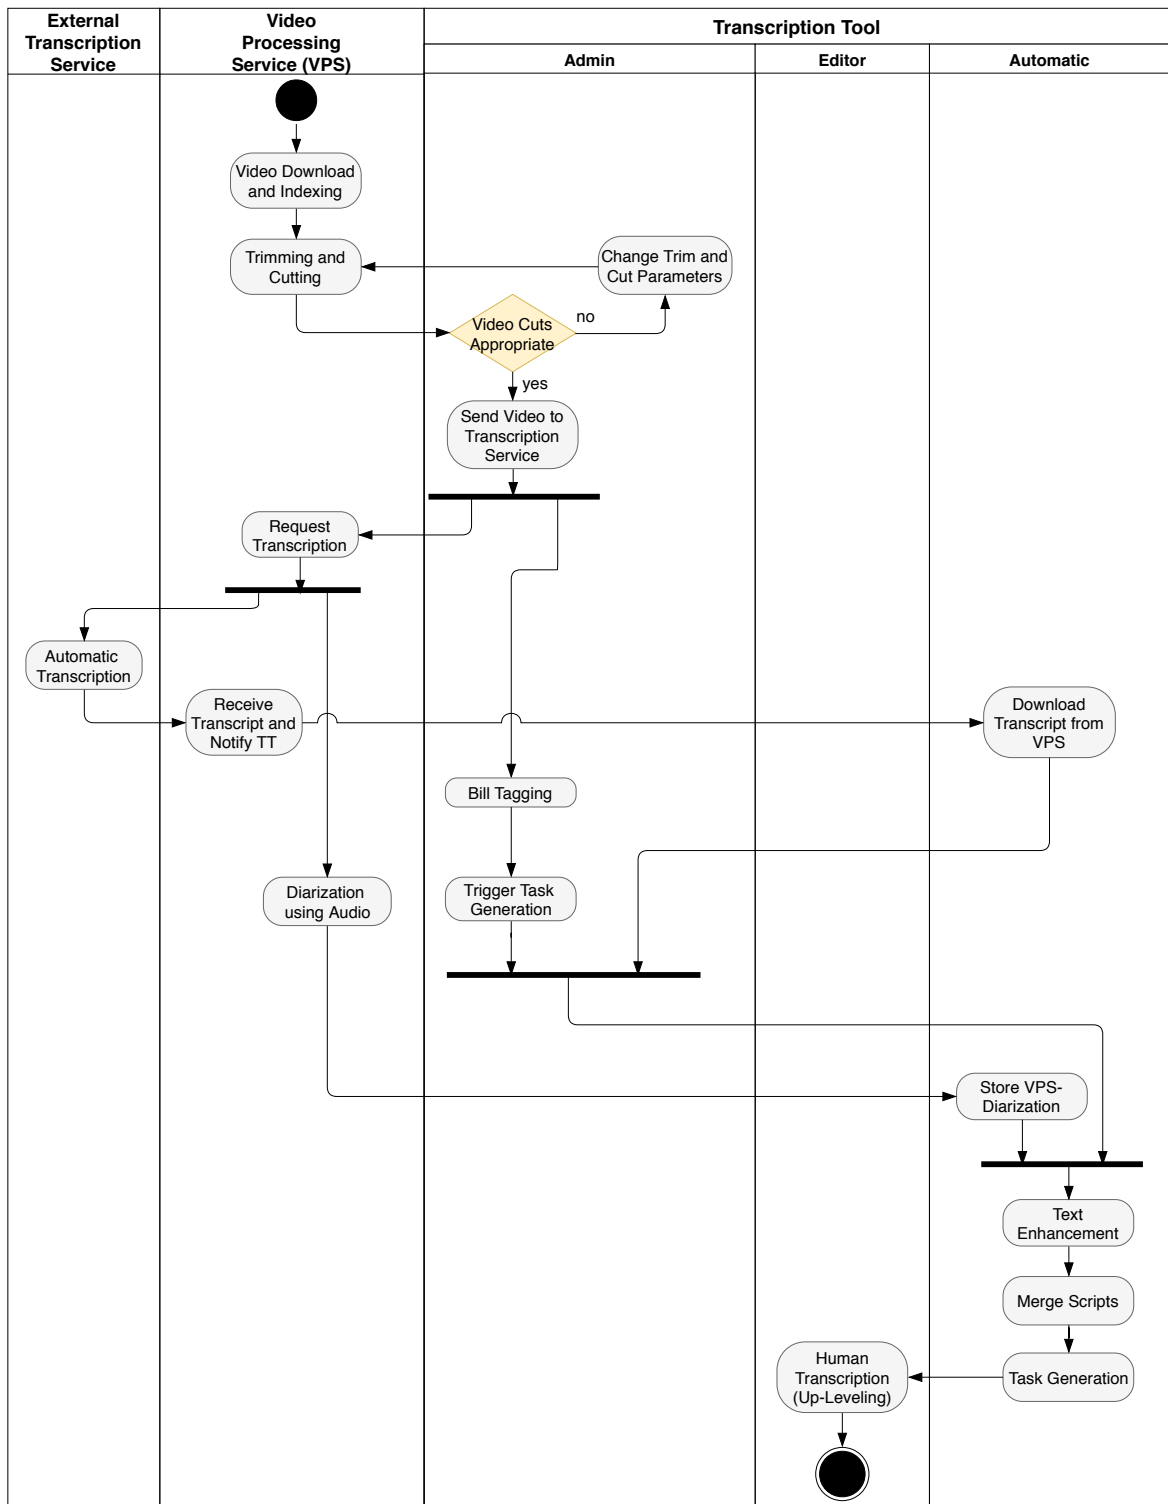 External
Transcription
Service
Video
Processing
Service (VPS)
Transcription Tool
Admin
Editor
Automatic
Video Download
and Indexing
Trimming and
Cutting
Change Trim and
Cut Parameters
Video Cuts
Appropriate
no
yes
Send Video to
Transcription
Service
Request
Transcription
Automatic
Transcription
Receive
Transcript and
Notify TT
Download
Transcript from
VPS
Bill Tagging
Diarization
using Audio
Trigger Task
Generation
Store VPS-
Diarization
Text
Enhancement
Merge Scripts
Human
Transcription
(Up-Leveling)
Task Generation